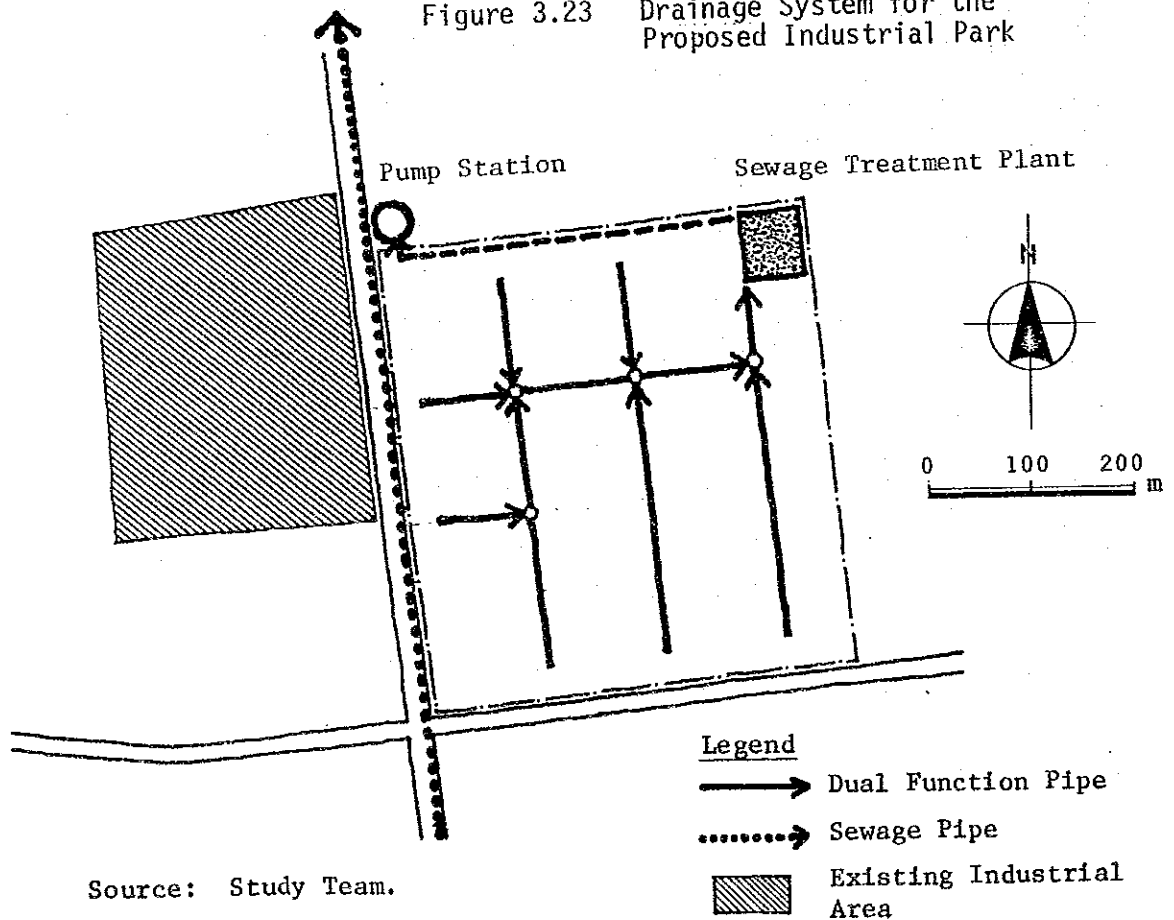 Figure 3.23 Drainage System for the
Proposed Industrial Park
Pump Station
Sewage Treatment Plant
N
0 100 200
m
Legend
Dual Function Pipe
Sewage Pipe
Existing Industrial
Area
Source: Study Team.